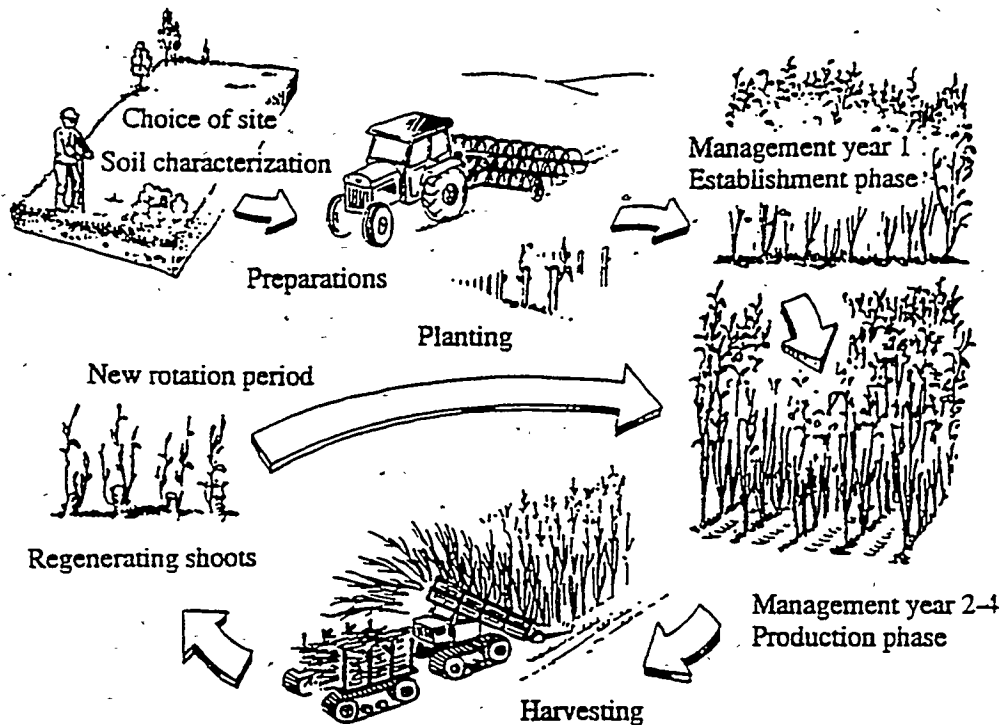 Choice of site
Soil characterization
Preparations
Planting
Management year 1
Establishment phase
Management year 2–4
Production phase
Harvesting
Regenerating shoots
New rotation period